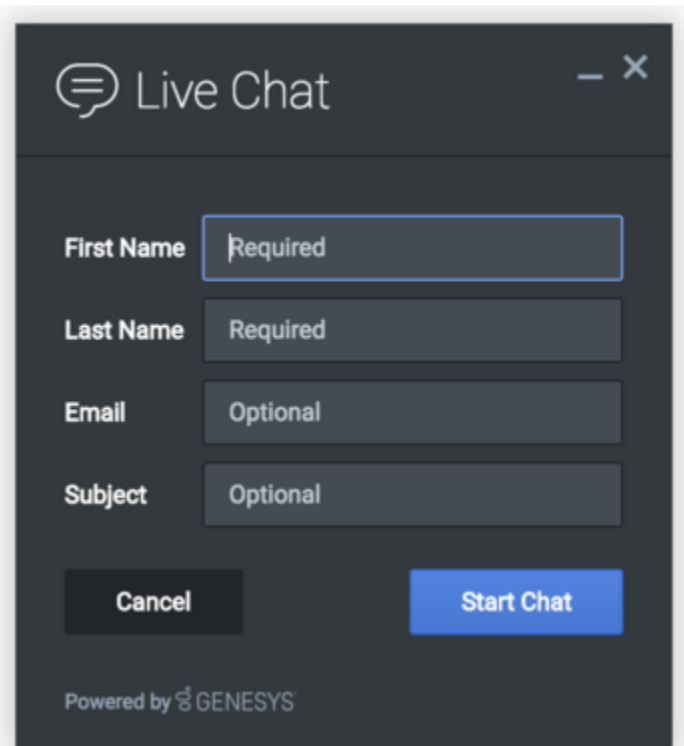 Live Chat
First Name Required
Last Name Required
Email Optional
Subject Optional
Cancel Start Chat
Powered by GENESYS